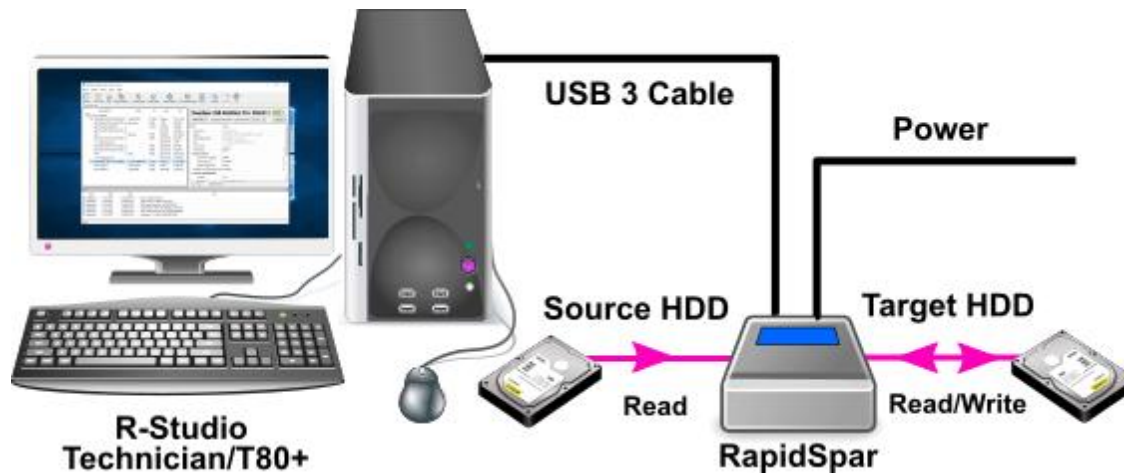 USB 3 Cable
Power
Source HDD
Target HDD
Read
Read/Write
R-Studio
Technician/T80+
RapidSpar